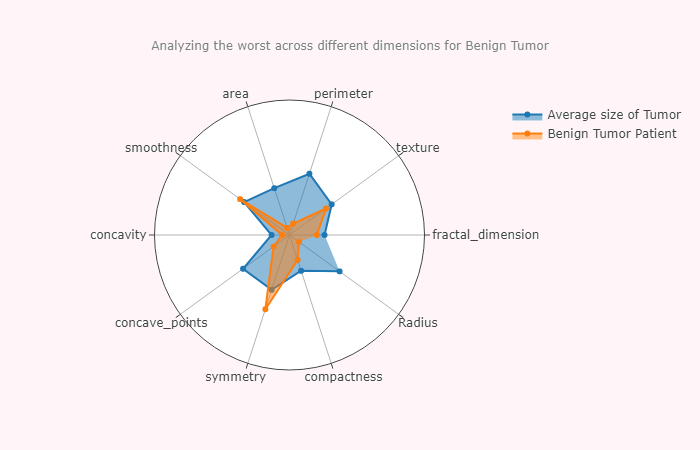 Analyzing the worst across different dimensions for Benign Tumor
area
perimeter
Average size of Tumor
Benign Tumor Patient
smoothness
texture
concavity
fractal_dimension
concave_points
Radius
symmetry
compactness